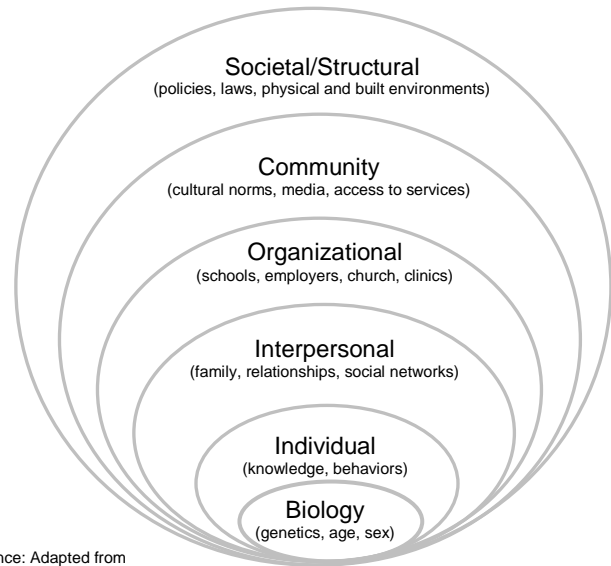 Societal/Structural
(policies, laws, physical and built environments)
Community
(cultural norms, media, access to services)
Organizational
(schools, employers, church, clinics)
Interpersonal
(family, relationships, social networks)
Individual
(knowledge, behaviors)
Biology
(genetics, age, sex)
nce: Adapted from